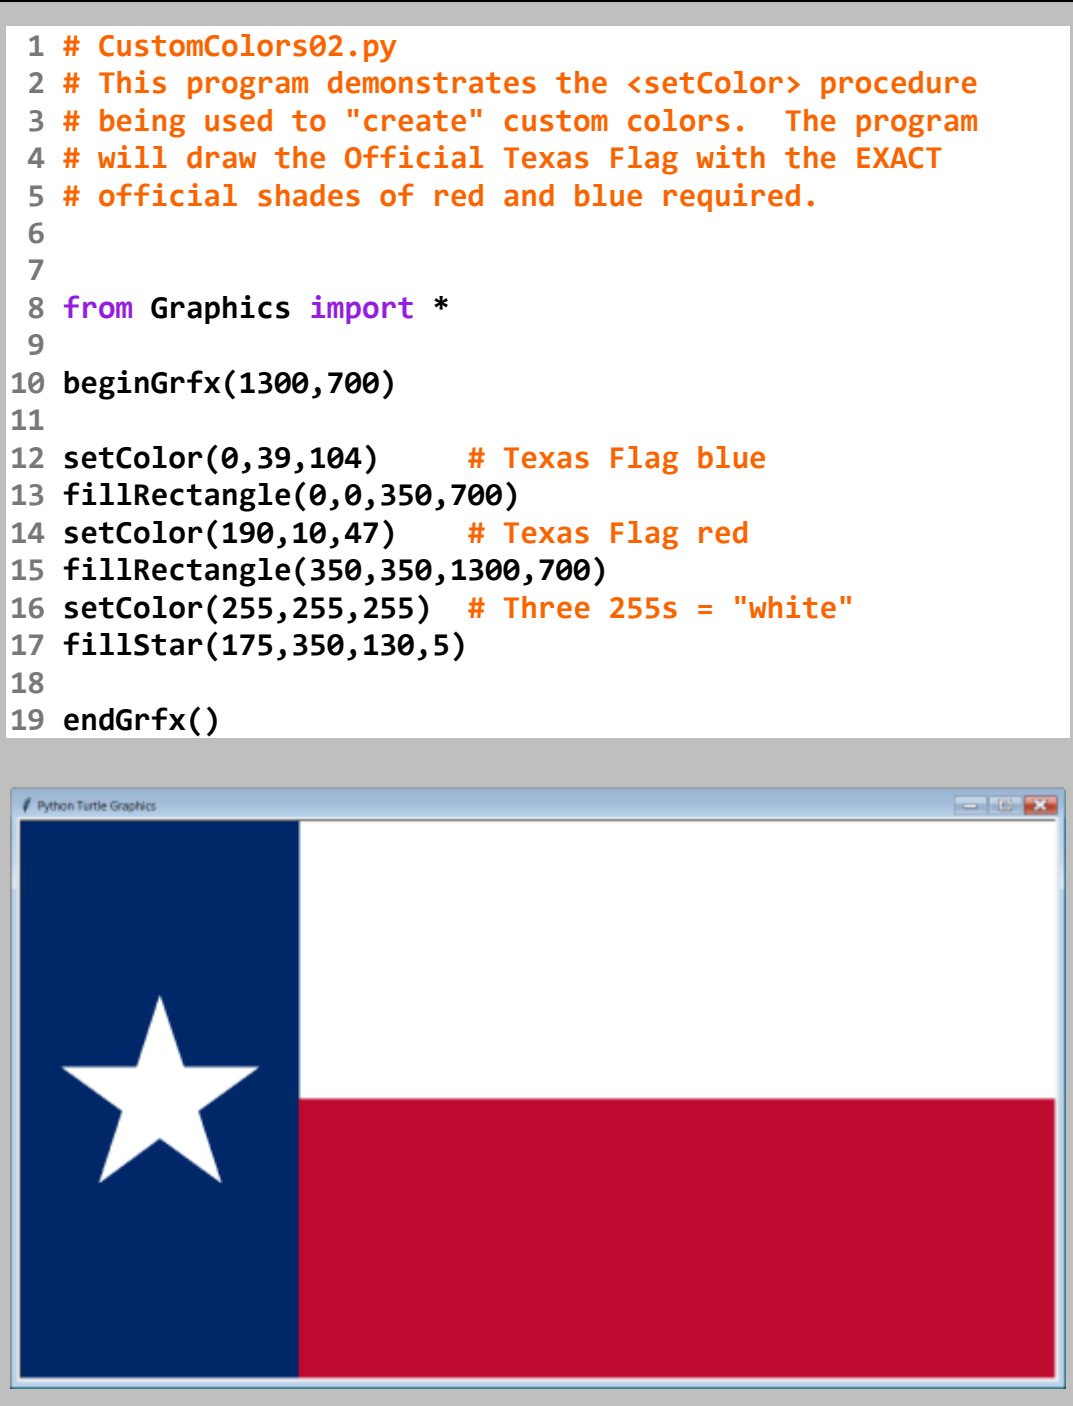 1 # CustomColors02.py
2 # This program demonstrates the <setColor> procedure
3 # being used to "create" custom colors.  The program
4 # will draw the Official Texas Flag with the EXACT
5 # official shades of red and blue required.
6
7
8 from Graphics import *
9
10 beginGrfx(1300,700)
11
12 setColor(0,39,104)     # Texas Flag blue
13 fillRectangle(0,0,350,700)
14 setColor(190,10,47)    # Texas Flag red
15 fillRectangle(350,350,1300,700)
16 setColor(255,255,255)  # Three 255s = "white"
17 fillStar(175,350,130,5)
18
19 endGrfx()
Python Turtle Graphics